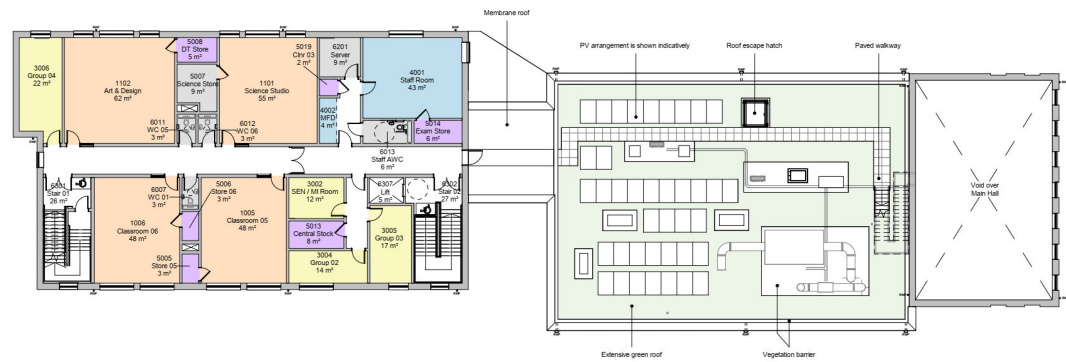 Membrane roof
PV arrangement is shown indicatively
Roof escape hatch
Paved walkway
3006
Group 04
22 m²
1102
Art & Design
62 m²
5008
DT Store
5 m²
5007
Science Store
9 m²
1101
Science Studio
55 m²
5019
Clnr 03
2 m²
6201
Server
9 m²
4001
Staff Room
43 m²
4002
MFD
4 m²
5014
Exam Store
6 m²
6011
WC 05
3 m²
6012
WC 06
3 m²
6013
Staff AWC
6 m²
6301
Stair 01
26 m²
1006
Classroom 06
48 m²
6007
WC 01
3 m²
5006
Store 06
3 m²
1005
Classroom 05
48 m²
3002
SEN / MI Room
12 m²
6307
Lift
5 m²
6302
Stair 02
27 m²
5013
Central Stock
8 m²
3005
Group 03
17 m²
3004
Group 02
14 m²
5005
Store 05
3 m²
Void over
Main Hall
Extensive green roof
Vegetation barrier